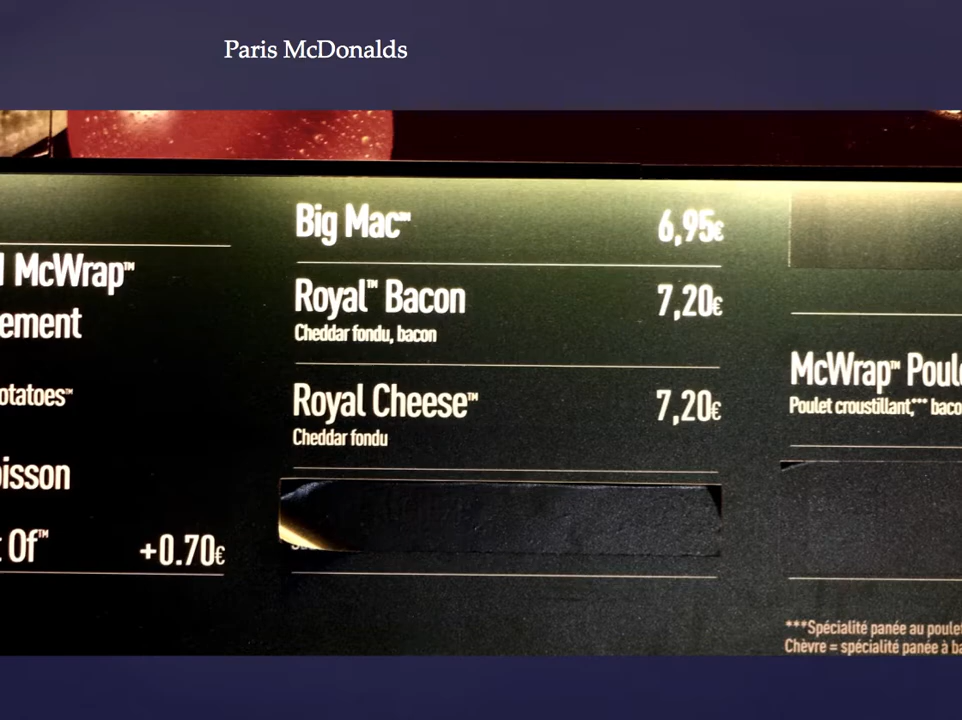 Paris McDonalds
McWrap™
ement
otatoes™
isson
Of™ +0.70€
Big Mac™ 6,95€
Royal™ Bacon 7,20€
Cheddar fondu, bacon
Royal Cheese™ 7,20€
Cheddar fondu
McWrap™ Poule
Poulet croustillant,*** baco
***Spécialité panée au poulet
Chèvre = spécialité panée à ba